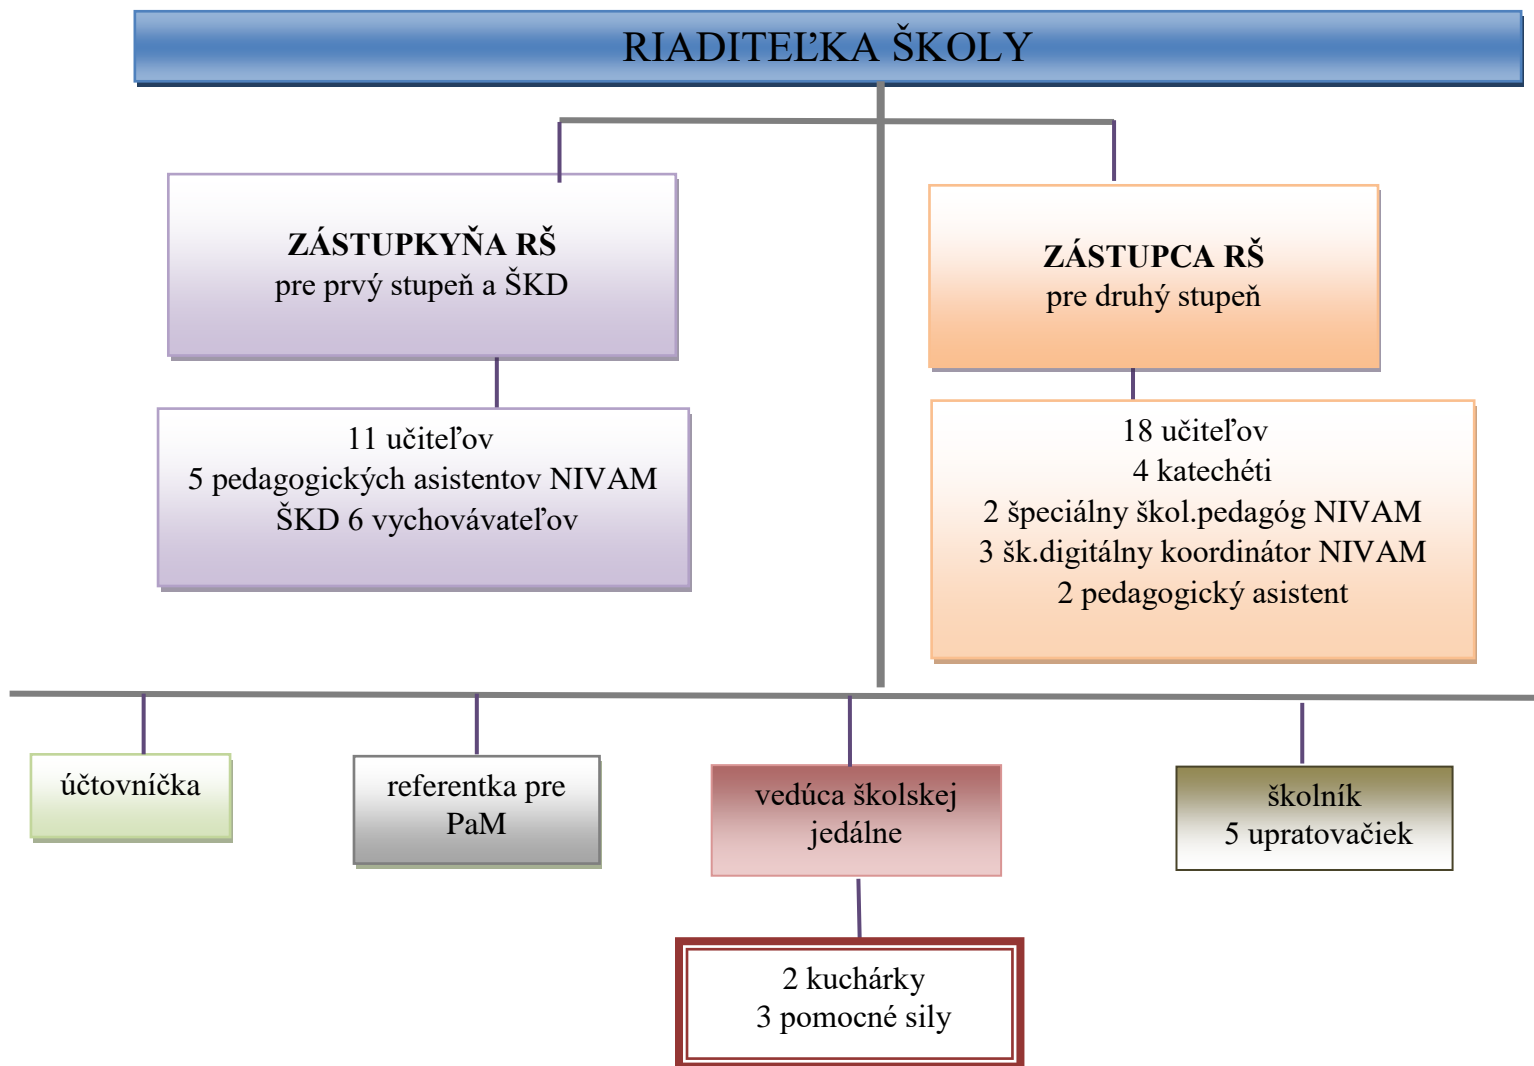 RIADITEĽKA ŠKOLY
ZÁSTUPKYŇA RŠ
pre prvý stupeň a ŠKD
ZÁSTUPCA RŠ
pre druhý stupeň
11 učiteľov
5 pedagogických asistentov NIVAM
ŠKD 6 vychovávateľov
18 učiteľov
4 katechéti
2 špeciálny škol.pedagóg NIVAM
3 šk.digitálny koordinátor NIVAM
2 pedagogický asistent
účtovníčka
referentka pre
PaM
vedúca školskej
jedálne
školník
5 upratovačiek
2 kuchárky
3 pomocné sily